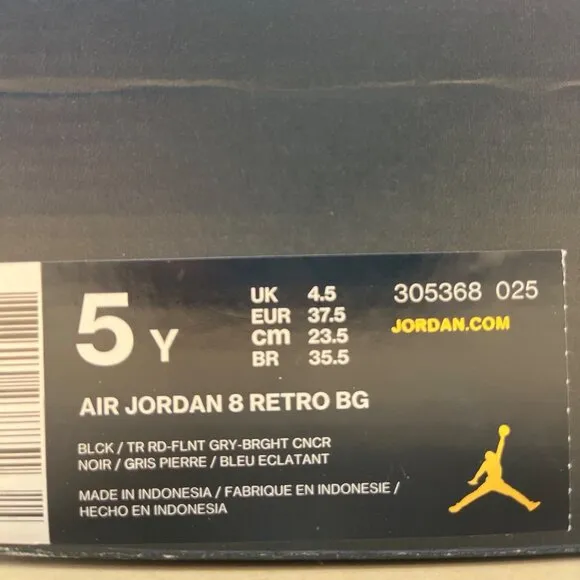 5 Y
UK 4.5
EUR 37.5
cm 23.5
BR 35.5
305368 025
JORDAN.COM
AIR JORDAN 8 RETRO BG
BLCK / TR RD-FLNT GRY-BRGHT CNCR
NOIR / GRIS PIERRE / BLEU ECLATANT
MADE IN INDONESIA / FABRIQUE EN INDONESIE /
HECHO EN INDONESIA